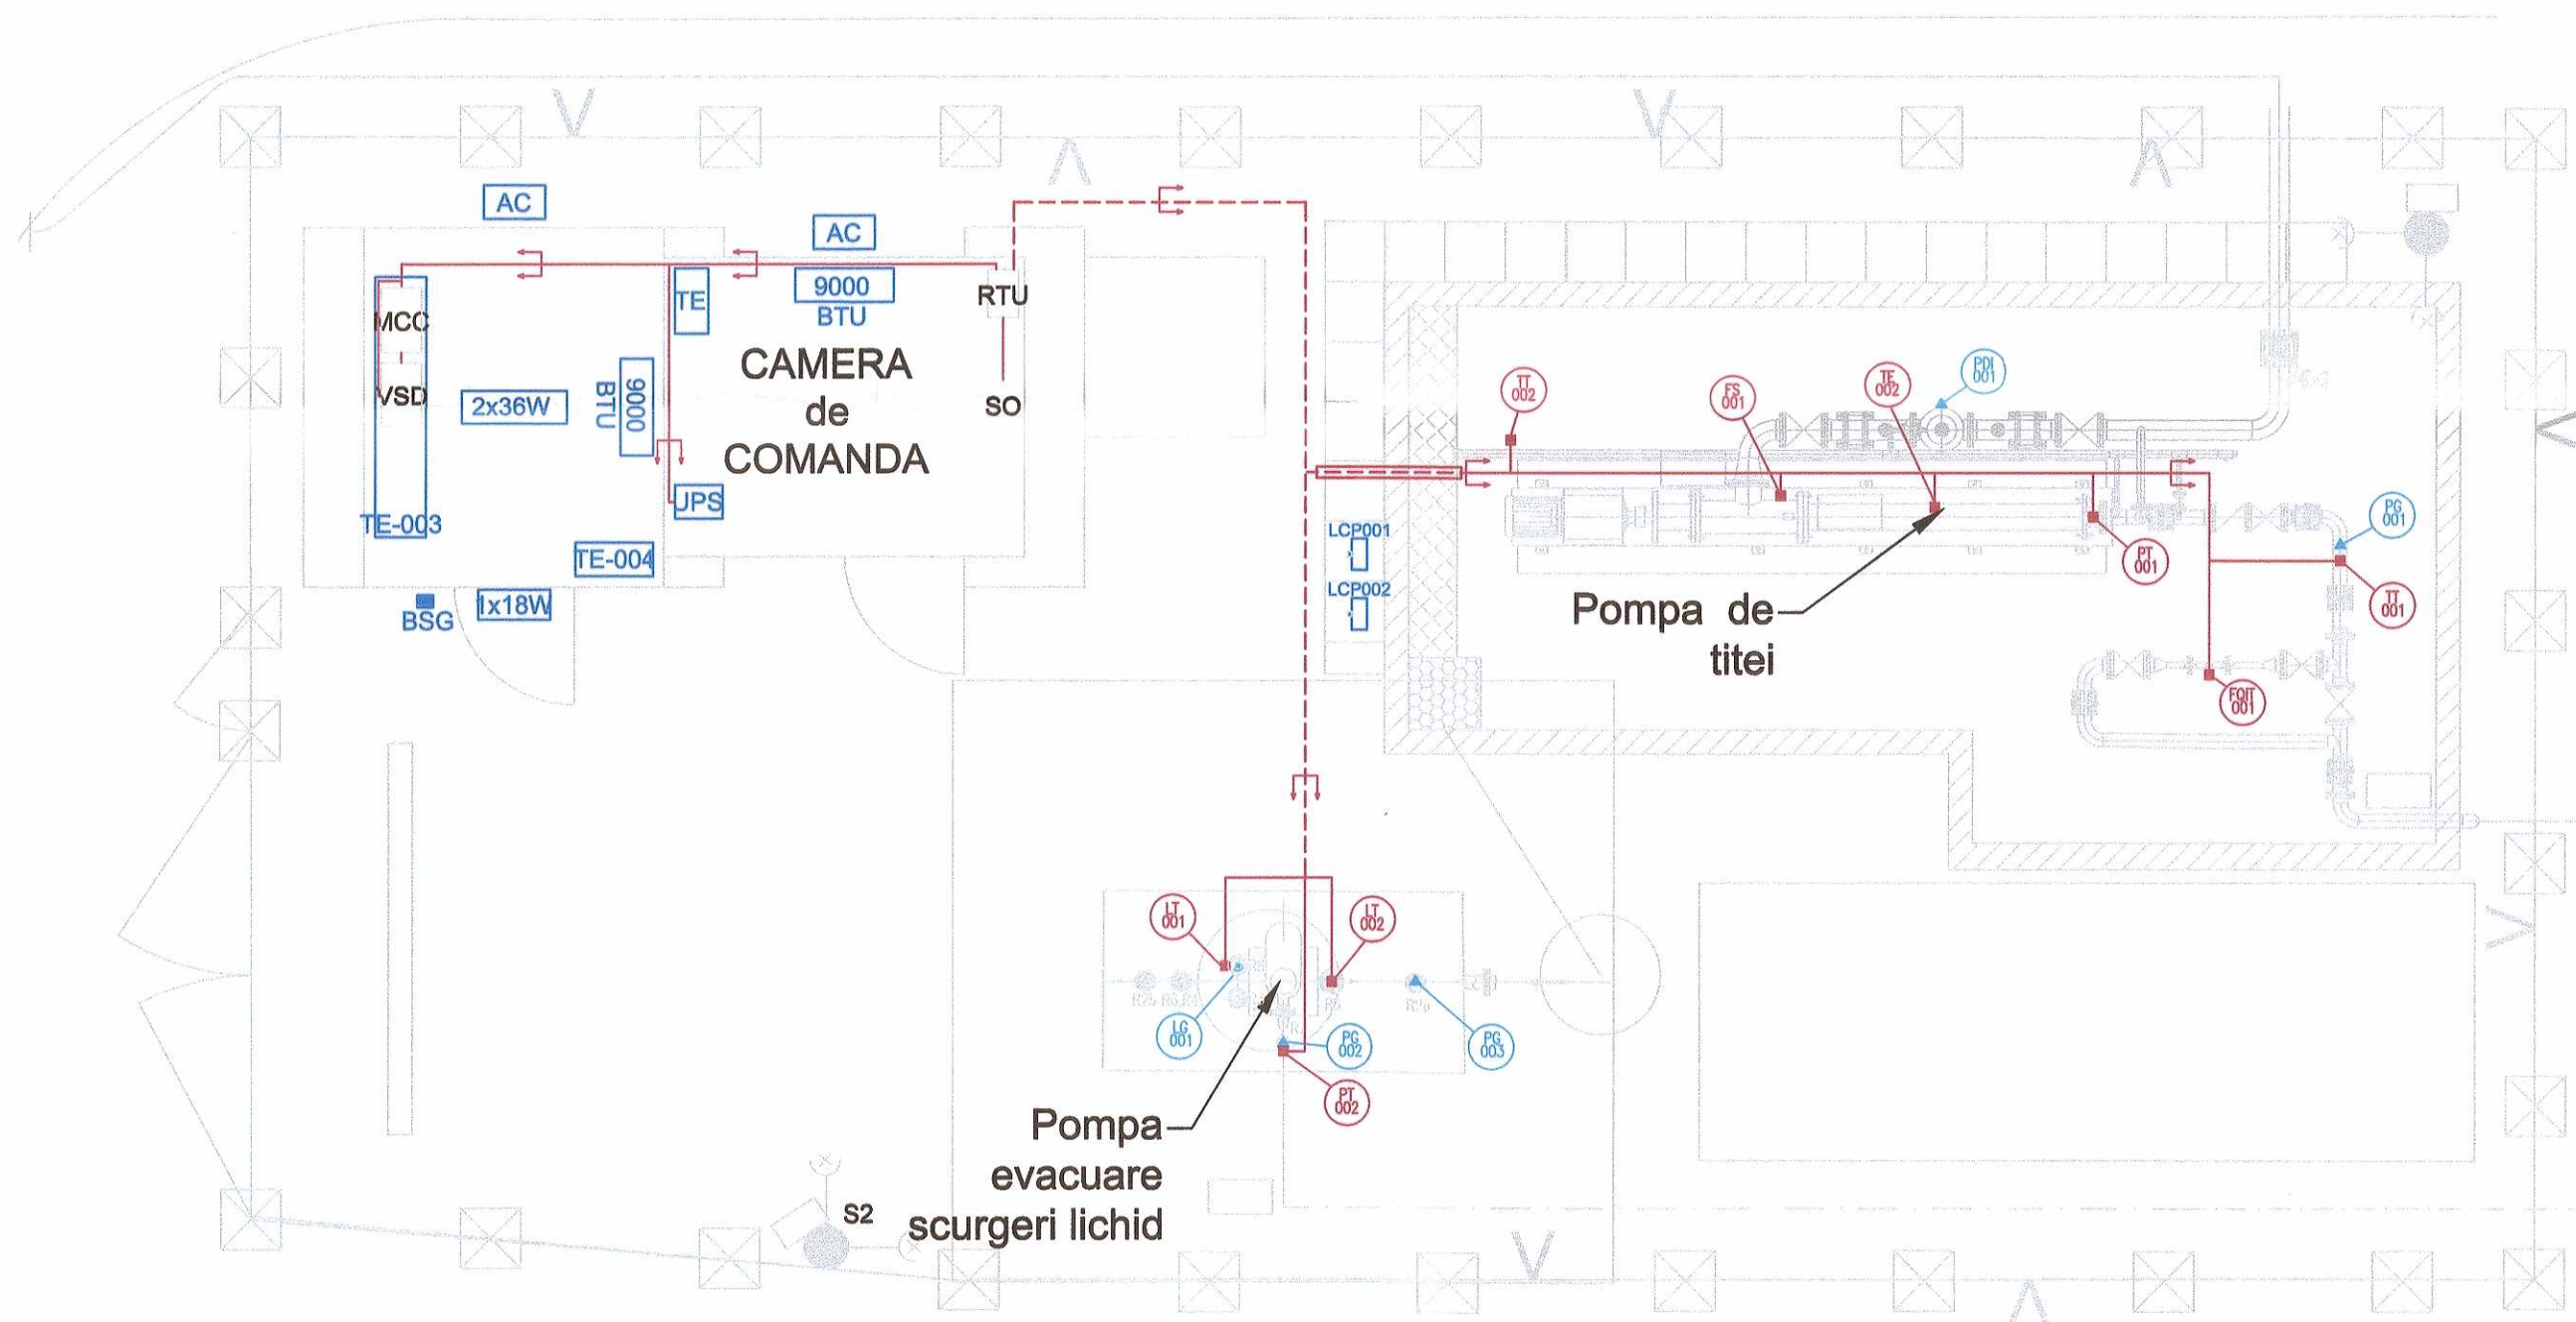 AC
AC
TE
9000
BTU
RTU
MCC
VSD
2x36W
9000
BTU
CAMERA
de
COMANDA
SO
UPS
TE-003
TE-004
BSG
1x18W
LCP001
LCP002
TT
002
FS
001
TE
002
PDI
001
PG
001
PT
001
TT
001
FQIT
001
Pompa de
titei
LT
001
LT
002
LG
001
PG
002
PG
003
PT
002
Pompa
evacuare
scurgeri lichid
S2